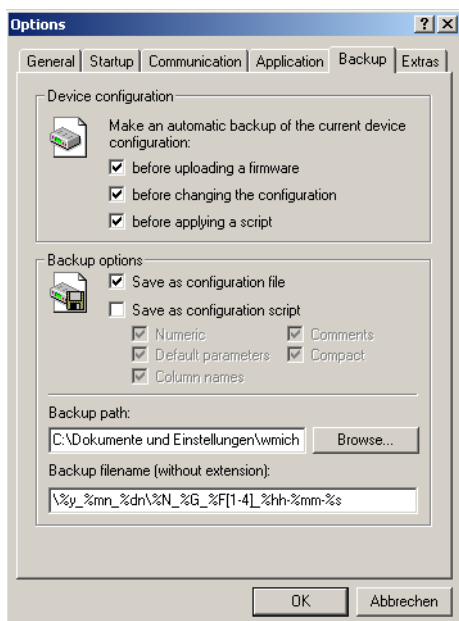 Options
General Startup Communication Application Backup Extras
Device configuration
Make an automatic backup of the current device
configuration:
before uploading a firmware
before changing the configuration
before applying a script
Backup options
Save as configuration file
Save as configuration script
Numeric Comments
Default parameters Compact
Column names
Backup path:
C:\Dokumente und Einstellungen\wmich Browse...
Backup filename (without extension):
\%y_%mn_%dn\%N_%G_%F[1-4]_%hh-%mm-%s
OK Abbrechen